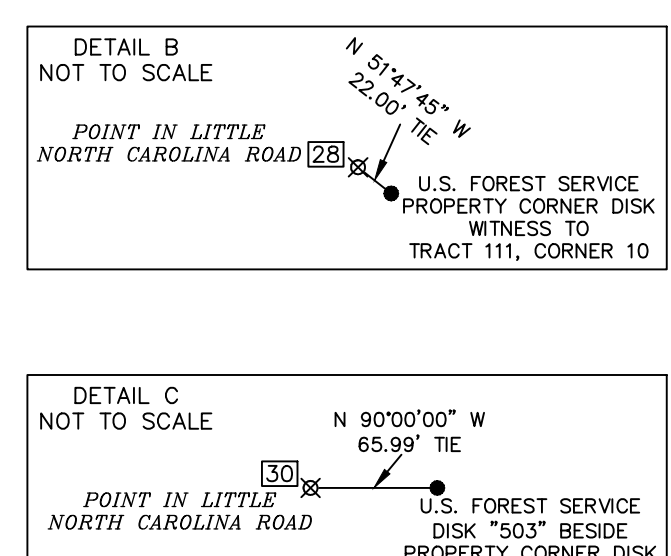 DETAIL B
NOT TO SCALE
N 51°47'45" W
22.00' TIE
POINT IN LITTLE
NORTH CAROLINA ROAD
28
U.S. FOREST SERVICE
PROPERTY CORNER DISK
WITNESS TO
TRACT 111, CORNER 10
DETAIL C
NOT TO SCALE
N 90°00'00" W
65.99' TIE
30
POINT IN LITTLE
NORTH CAROLINA ROAD
U.S. FOREST SERVICE
DISK "503" BESIDE
PROPERTY CORNER DISK